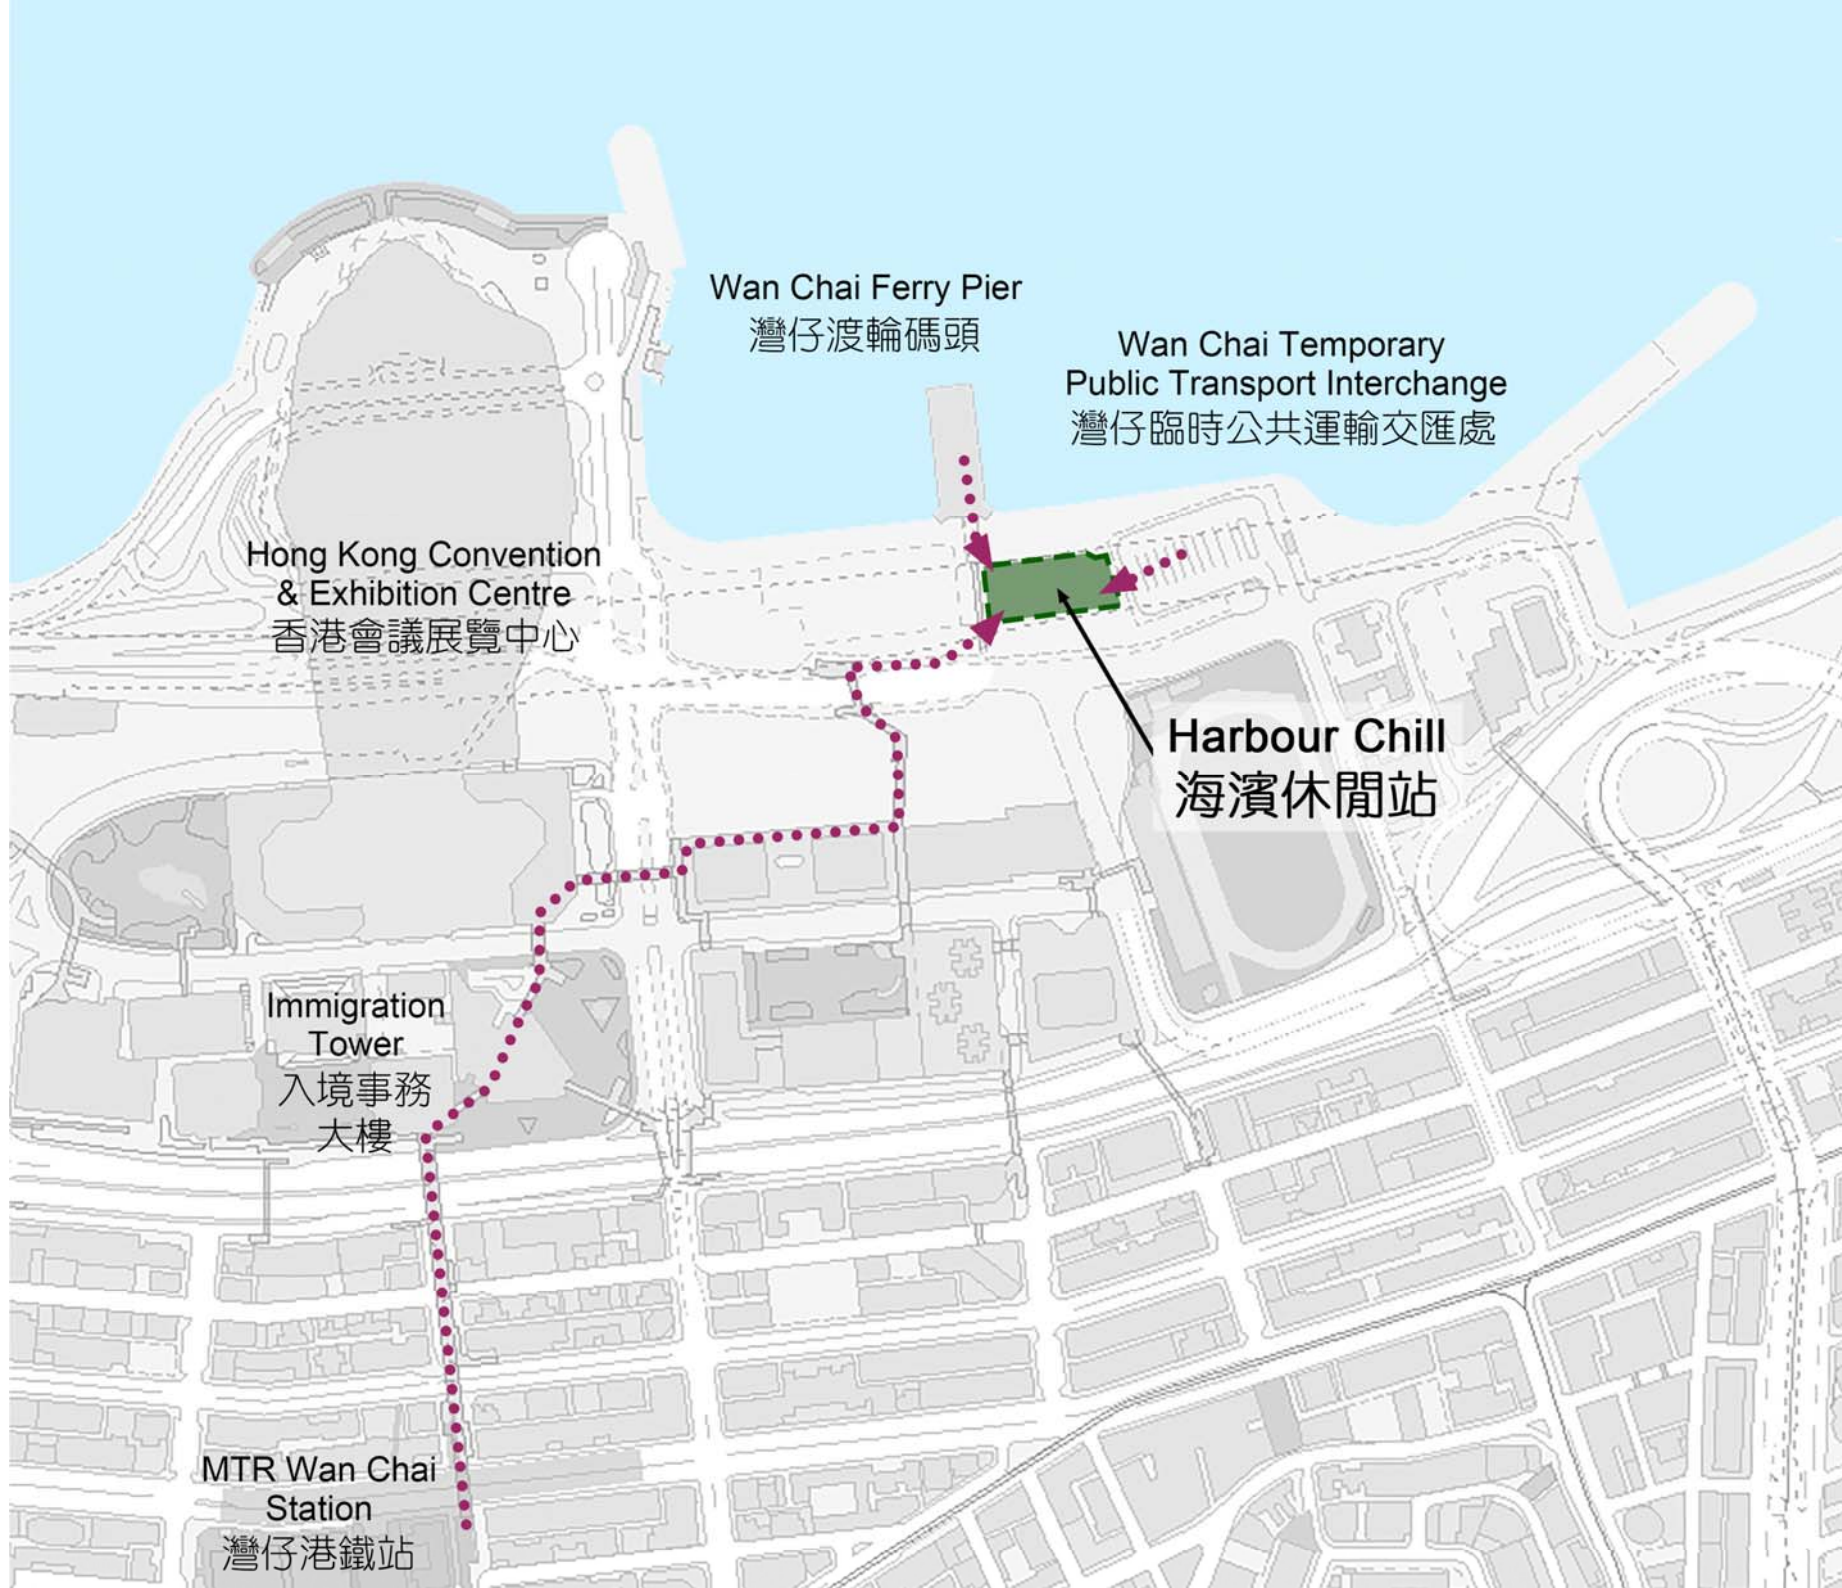 Wan Chai Ferry Pier
灣仔渡輪碼頭
Wan Chai Temporary
Public Transport Interchange
灣仔臨時公共運輸交匯處
Hong Kong Convention
& Exhibition Centre
香港會議展覽中心
Harbour Chill
海濱休閒站
Immigration
Tower
入境事務
大樓
MTR Wan Chai
Station
灣仔港鐵站